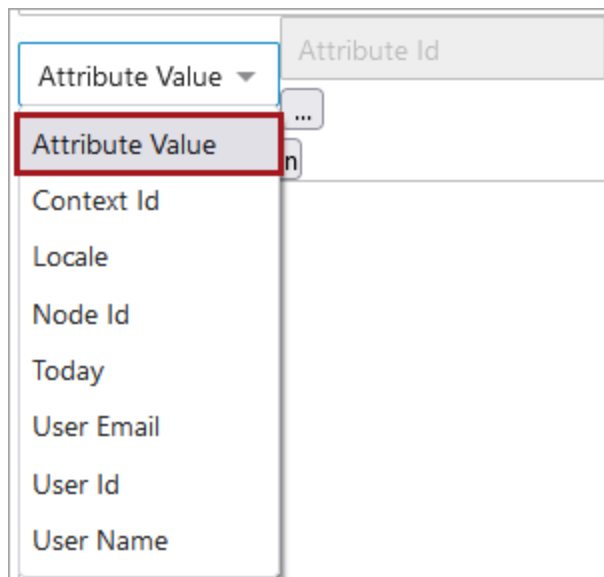 Attribute Id
Attribute Value
...
Attribute Value
n
Context Id
Locale
Node Id
Today
User Email
User Id
User Name